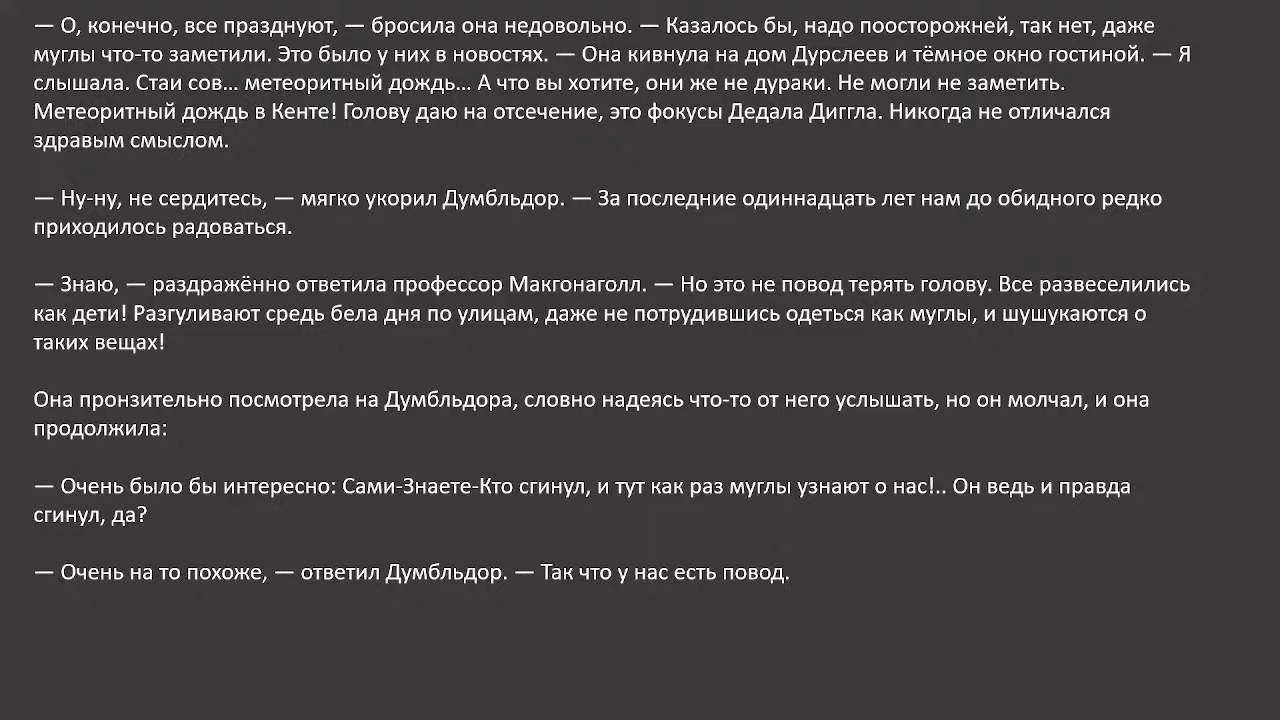 — О, конечно, все празднуют, — бросила она недовольно. — Казалось бы, надо поосторожней, так нет, даже
муглы что-то заметили. Это было у них в новостях. — Она кивнула на дом Дурслеев и тёмное окно гостиной. — Я
слышала. Стаи сов... метеоритный дождь... А что вы хотите, они же не дураки. Не могли не заметить.
Метеоритный дождь в Кенте! Голову даю на отсечение, это фокусы Дедала Диггла. Никогда не отличался
здравым смыслом.

— Ну-ну, не сердитесь, — мягко укорил Думбльдор. — За последние одиннадцать лет нам до обидного редко
приходилось радоваться.

— Знаю, — раздражённо ответила профессор Макгонаголл. — Но это не повод терять голову. Все развеселились
как дети! Разгуливают средь бела дня по улицам, даже не потрудившись одеться как муглы, и шушукаются о
таких вещах!

Она пронзительно посмотрела на Думбльдора, словно надеясь что-то от него услышать, но он молчал, и она
продолжила:

— Очень было бы интересно: Сами-Знаете-Кто сгинул, и тут как раз муглы узнают о нас!.. Он ведь и правда
сгинул, да?

— Очень на то похоже, — ответил Думбльдор. — Так что у нас есть повод.